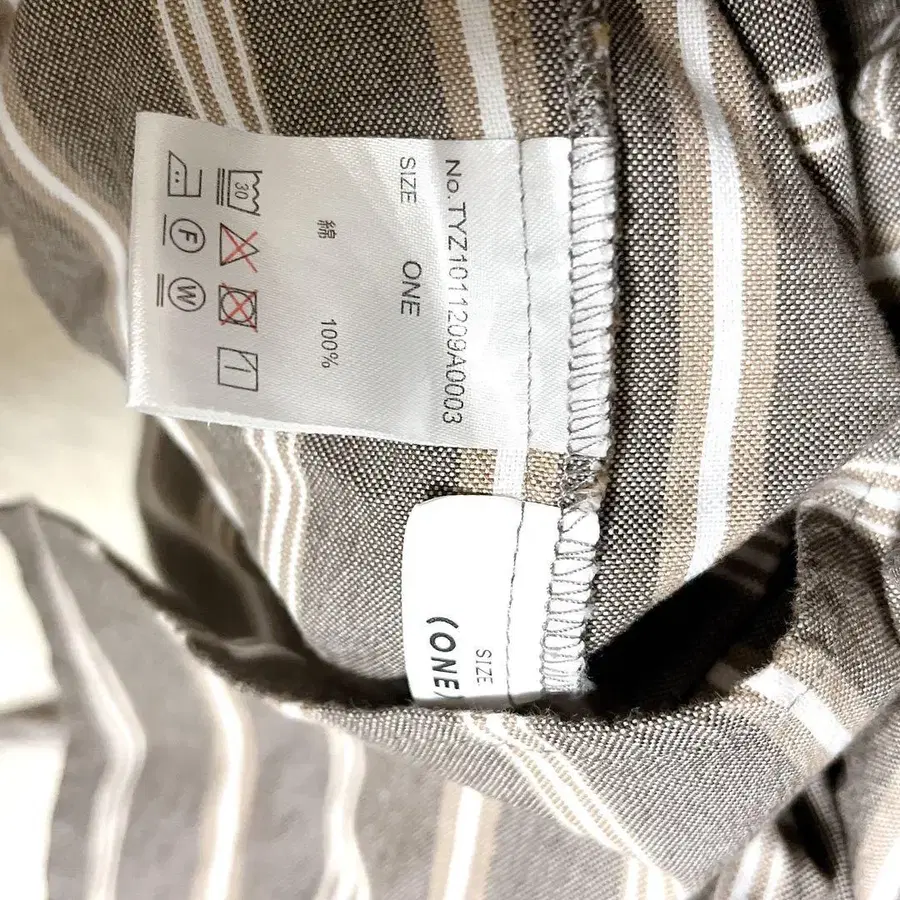 No.TYZ1011209A0003
SIZE ONE
綿 100%
30
F
W
SIZE
(ONE)